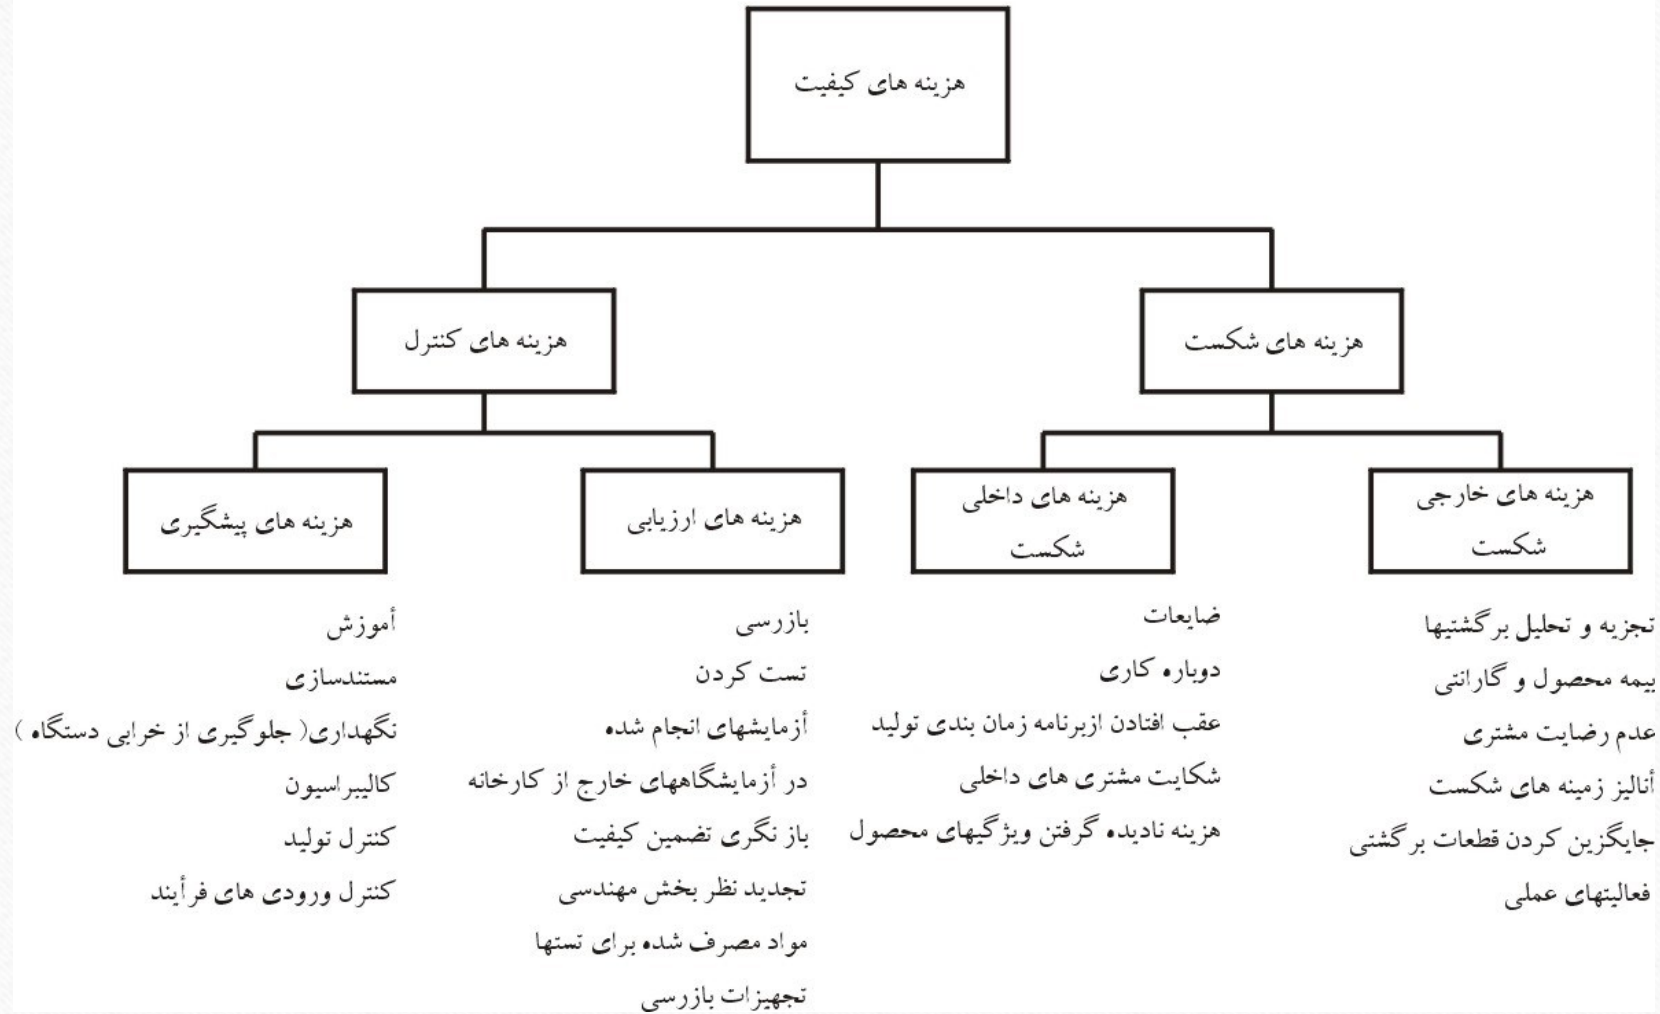 هزینه های کیفیت
هزینه های شکست
هزینه های کنترل
هزینه های خارجی
شکست
هزینه های داخلی
شکست
هزینه های ارزیابی
هزینه های پیشگیری
تجزیه و تحلیل برگشتیها
بیمه محصول و گارانتی
عدم رضایت مشتری
أنالیز زمینه های شکست
جایگزین کردن قطعات برگشتی
فعالیتهای عملی
ضایعات
دوباره کاری
عقب افتادن ازبرنامه زمان بندی تولید
شکایت مشتری های داخلی
هزینه نادیده گرفتن ویژگیهای محصول
بازرسی
تست کردن
أزمایشهای انجام شده
در أزمایشگاههای خارج از کارخانه
باز نگری تضمین کیفیت
تجدید نظر بخش مهندسی
مواد مصرف شده برای تستها
تجهیزات بازرسی
أموزش
مستندسازی
نگهداری( جلوگیری از خرابی دستگاه )
کالیبراسیون
کنترل تولید
کنترل ورودی های فرأیند